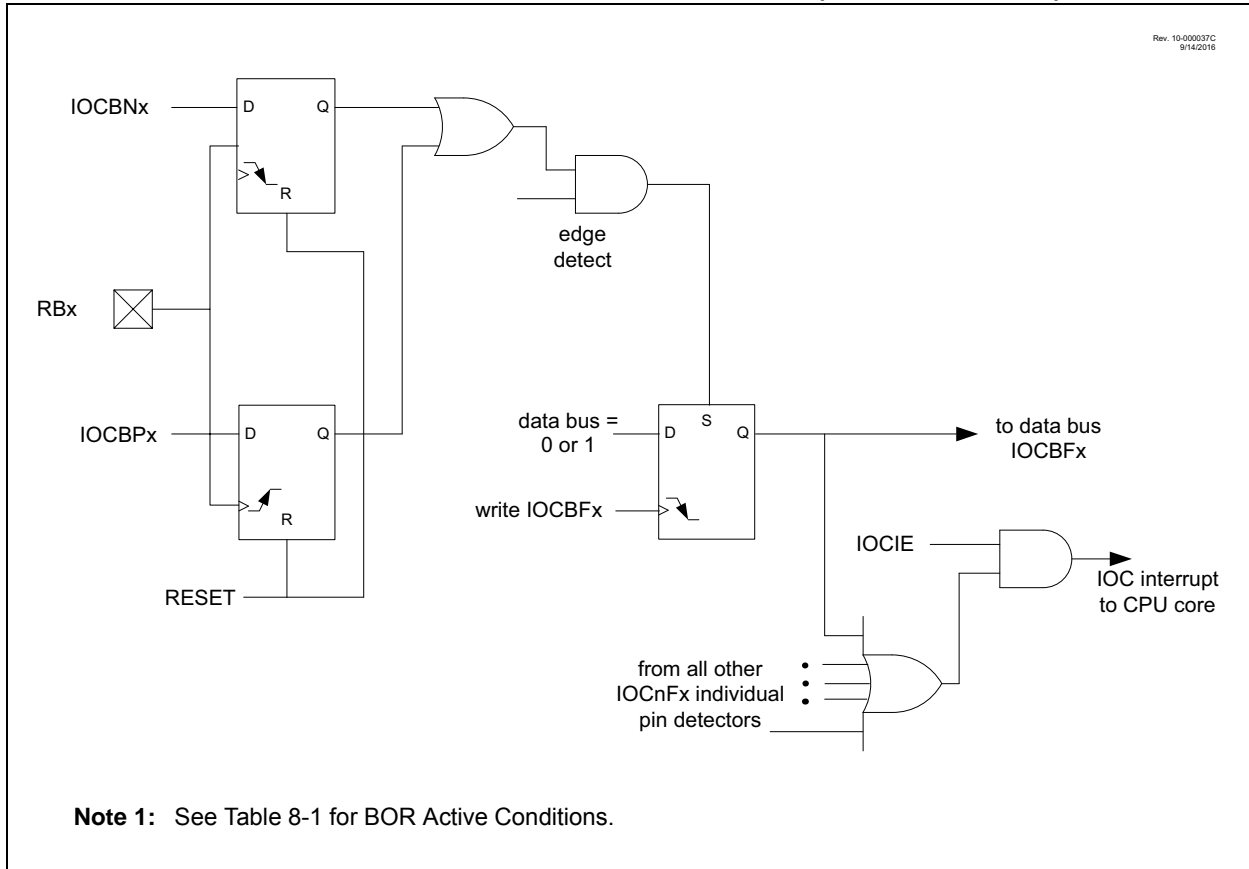 Rev. 10-000037C
9/14/2016
IOCBNx
D
Q
R
edge
detect
RBx
IOCBPx
D
Q
R
RESET
data bus =
0 or 1
S
D
Q
write IOCBFx
to data bus
IOCBFx
IOCIE
IOC interrupt
to CPU core
from all other
IOCnFx individual
pin detectors
Note 1: See Table 8-1 for BOR Active Conditions.